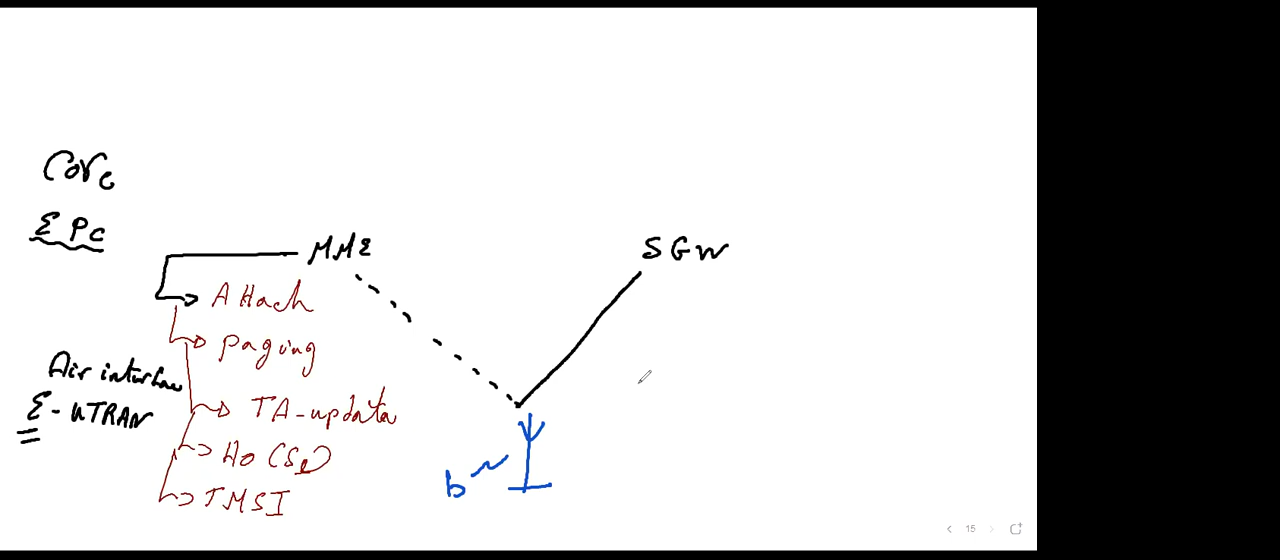 Core
EPC
MME
SGW
Attach
paging
Air interface
E-UTRAN
TA-update
HO (S1)
TMSI
b
15